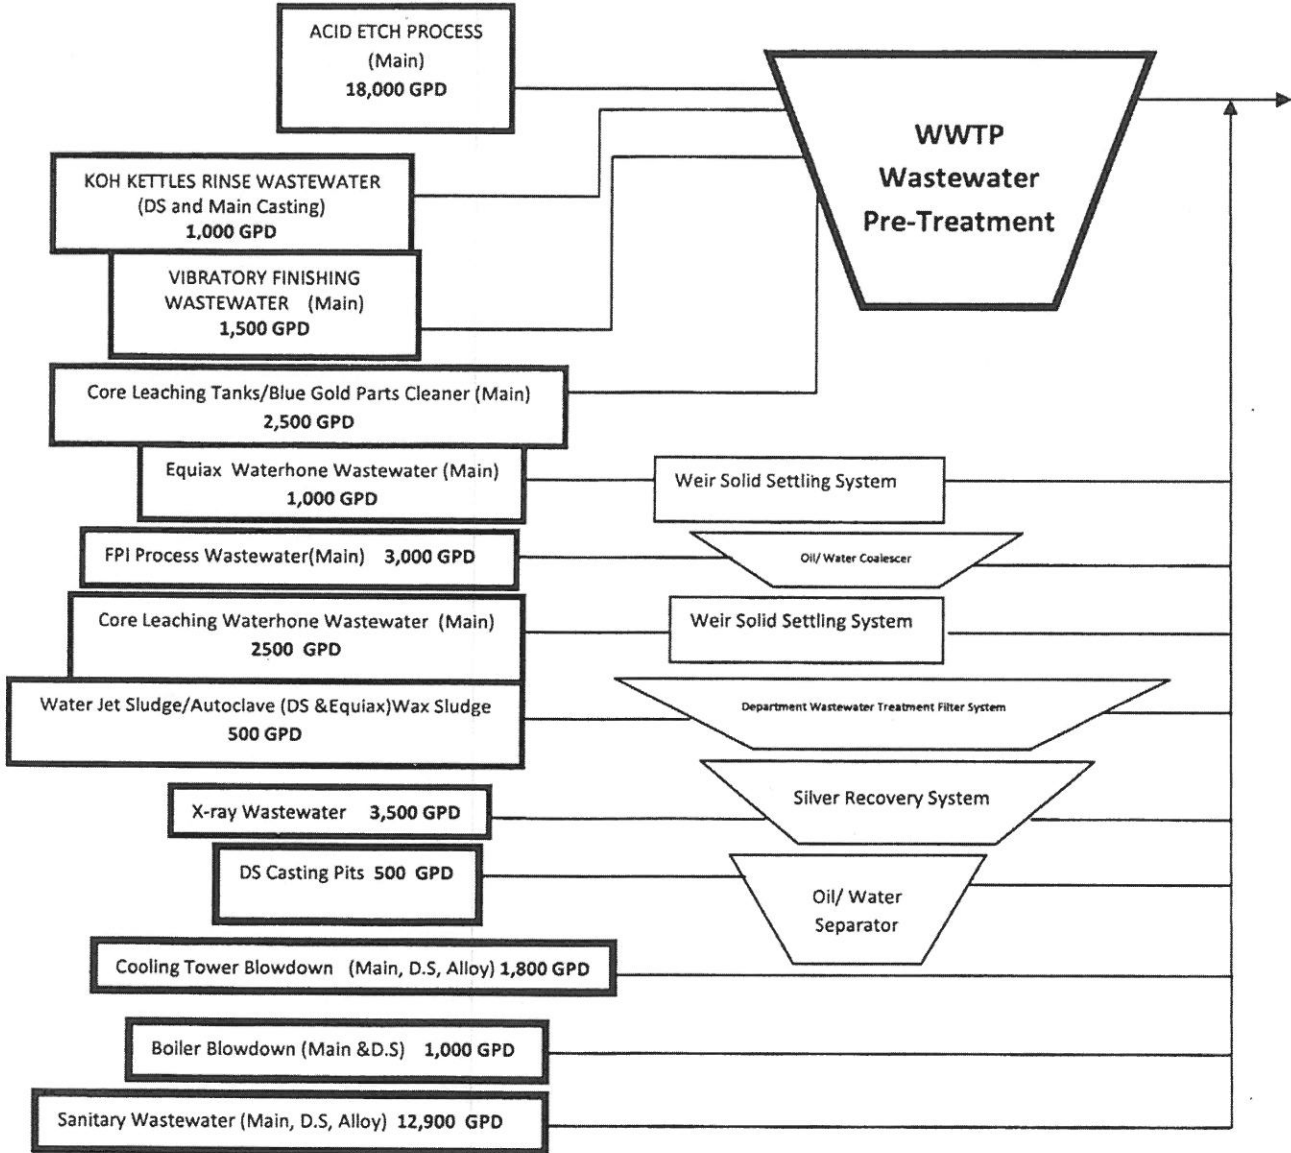 ACID ETCH PROCESS
(Main)
18,000 GPD
WWTP
Wastewater
Pre-Treatment
KOH KETTLES RINSE WASTEWATER
(DS and Main Casting)
1,000 GPD
VIBRATORY FINISHING
WASTEWATER (Main)
1,500 GPD
Core Leaching Tanks/Blue Gold Parts Cleaner (Main)
2,500 GPD
Equiax Waterhone Wastewater (Main)
1,000 GPD
Weir Solid Settling System
FPI Process Wastewater(Main) 3,000 GPD
Oil/ Water Coalescer
Core Leaching Waterhone Wastewater (Main)
2500 GPD
Weir Solid Settling System
Water Jet Sludge/Autoclave (DS &Equiax)Wax Sludge
500 GPD
Department Wastewater Treatment Filter System
X-ray Wastewater 3,500 GPD
Silver Recovery System
DS Casting Pits 500 GPD
Oil/ Water
Separator
Cooling Tower Blowdown (Main, D.S, Alloy) 1,800 GPD
Boiler Blowdown (Main &D.S) 1,000 GPD
Sanitary Wastewater (Main, D.S, Alloy) 12,900 GPD